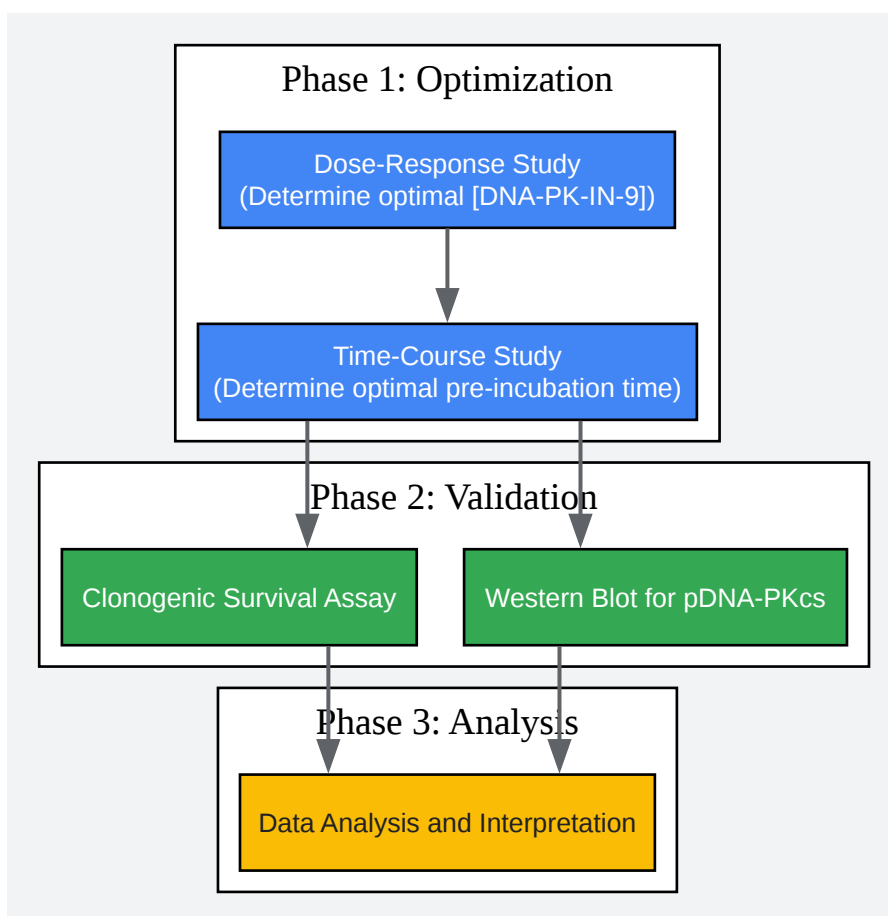 Phase 1: Optimization
Dose-Response Study
(Determine optimal [DNA-PK-IN-9])
Time-Course Study
(Determine optimal pre-incubation time)
Phase 2: Validation
Clonogenic Survival Assay
Western Blot for pDNA-PKcs
Phase 3: Analysis
Data Analysis and Interpretation